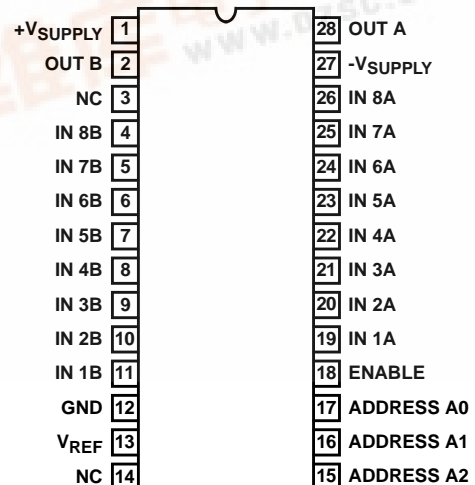 +VSUPPLY 1 28 OUT A
OUT B 2 27 -VSUPPLY
NC 3 26 IN 8A
IN 8B 4 25 IN 7A
IN 7B 5 24 IN 6A
IN 6B 6 23 IN 5A
IN 5B 7 22 IN 4A
IN 4B 8 21 IN 3A
IN 3B 9 20 IN 2A
IN 2B 10 19 IN 1A
IN 1B 11 18 ENABLE
GND 12 17 ADDRESS A0
VREF 13 16 ADDRESS A1
NC 14 15 ADDRESS A2